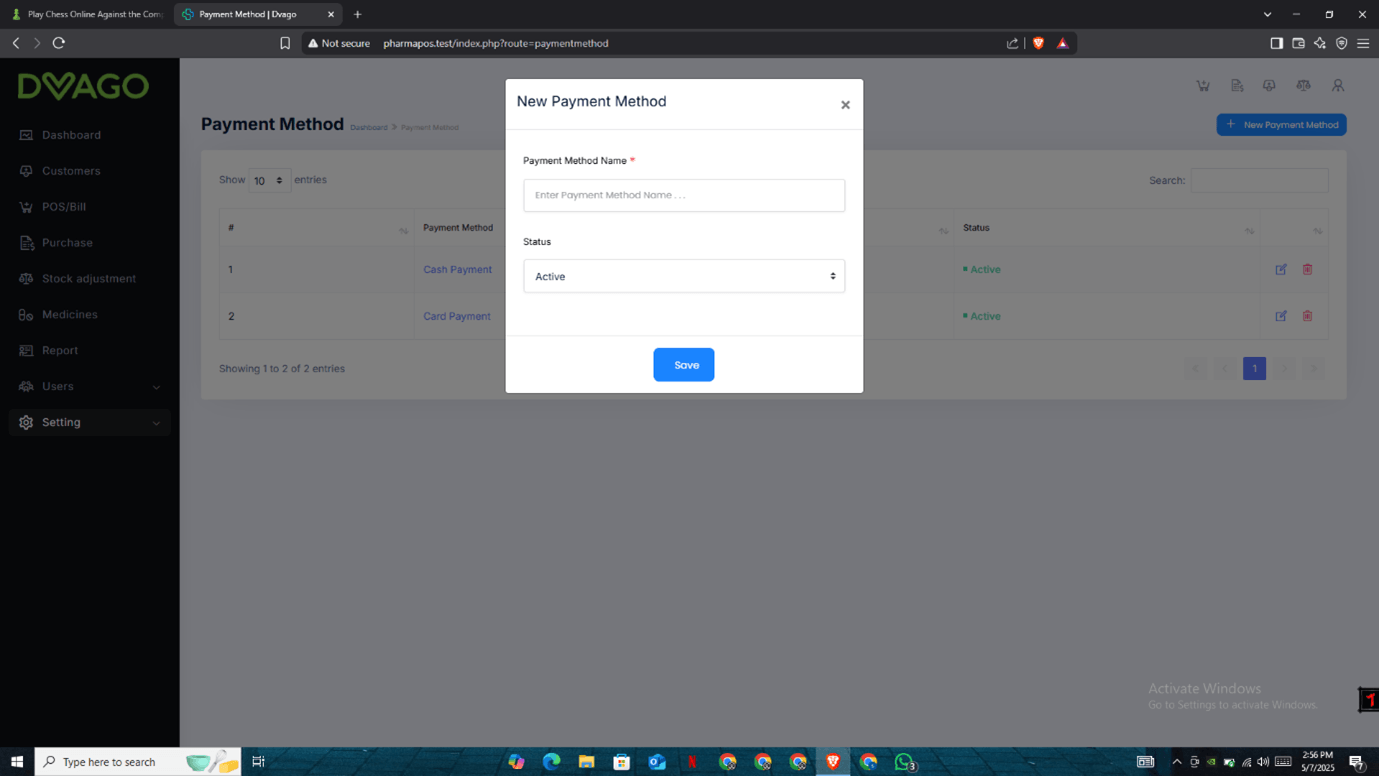 Play Chess Online Against the Comp
Payment Method | Dvago
Not secure
pharmapos.test/index.php?route=paymentmethod
DVAGO
Dashboard
Customers
POS/Bill
Purchase
Stock adjustment
Medicines
Report
Users
Setting
Payment Method
Dashboard
Payment Method
New Payment Method
Show 10 entries
Search:
# Payment Method Status
1 Cash Payment Active
2 Card Payment Active
Showing 1 to 2 of 2 entries
1
New Payment Method
×
Payment Method Name *
Enter Payment Method Name . . .
Status
Active
Save
Activate Windows
Go to Settings to activate Windows.
Type here to search
3
2:56 PM
5/7/2025
7